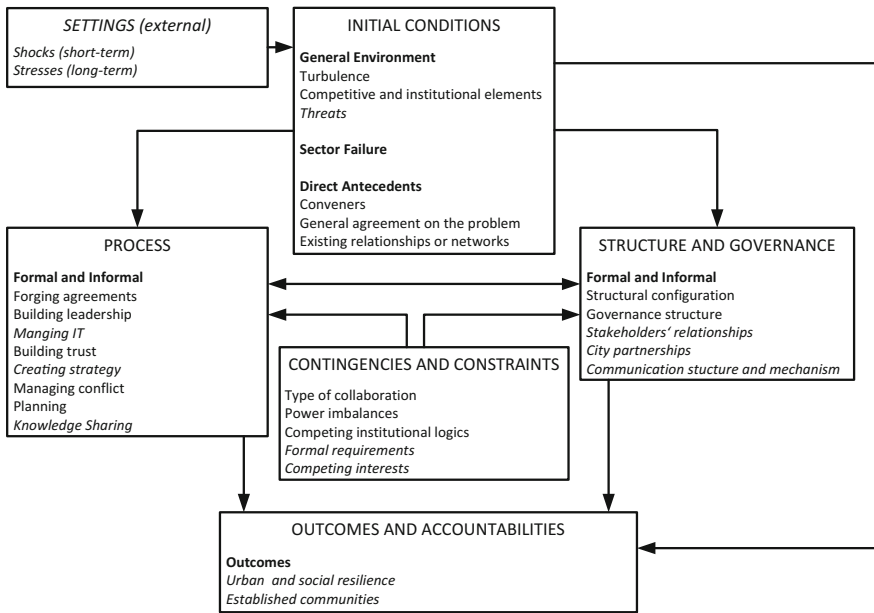 SETTINGS (external)
Shocks (short-term)
Stresses (long-term)
INITIAL CONDITIONS
General Environment
Turbulence
Competitive and institutional elements
Threats
Sector Failure
Direct Antecedents
Conveners
General agreement on the problem
Existing relationships or networks
PROCESS
Formal and Informal
Forging agreements
Building leadership
Manging IT
Building trust
Creating strategy
Managing conflict
Planning
Knowledge Sharing
STRUCTURE AND GOVERNANCE
Formal and Informal
Structural configuration
Governance structure
Stakeholders‘ relationships
City partnerships
Communication stucture and mechanism
CONTINGENCIES AND CONSTRAINTS
Type of collaboration
Power imbalances
Competing institutional logics
Formal requirements
Competing interests
OUTCOMES AND ACCOUNTABILITIES
Outcomes
Urban and social resilience
Established communities